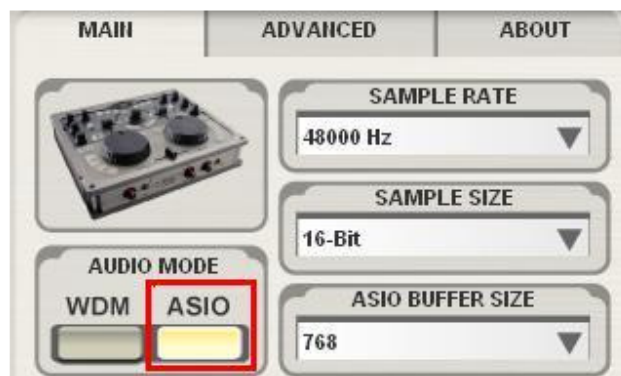 MAIN
ADVANCED
ABOUT
SAMPLE RATE
48000 Hz
SAMPLE SIZE
16-Bit
AUDIO MODE
WDM
ASIO
ASIO BUFFER SIZE
768